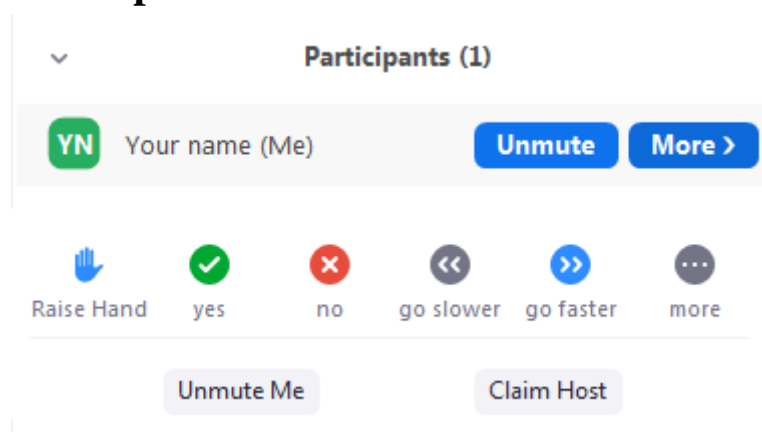 Participants (1)
YN Your name (Me) Unmute More >
Raise Hand yes no go slower go faster more
Unmute Me Claim Host